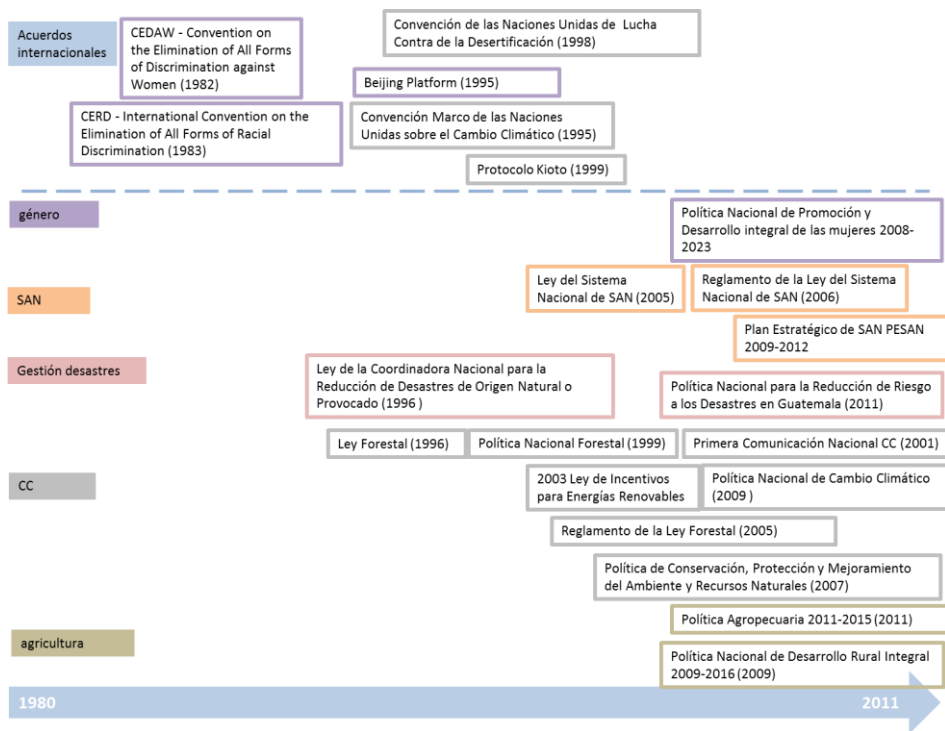 Acuerdos
internacionales
CEDAW - Convention on
the Elimination of All Forms
of Discrimination against
Women (1982)
Convención de las Naciones Unidas de Lucha
Contra de la Desertificación (1998)
Beijing Platform (1995)
CERD - International Convention on the
Elimination of All Forms of Racial
Discrimination (1983)
Convención Marco de las Naciones
Unidas sobre el Cambio Climático (1995)
Protocolo Kioto (1999)
género
Política Nacional de Promoción y
Desarrollo integral de las mujeres 2008-
2023
SAN
Ley del Sistema
Nacional de SAN (2005)
Reglamento de la Ley del Sistema
Nacional de SAN (2006)
Plan Estratégico de SAN PESAN
2009-2012
Gestión desastres
Ley de la Coordinadora Nacional para la
Reducción de Desastres de Origen Natural o
Provocado (1996 )
Política Nacional para la Reducción de Riesgo
a los Desastres en Guatemala (2011)
Ley Forestal (1996)
Política Nacional Forestal (1999)
Primera Comunicación Nacional CC (2001)
CC
2003 Ley de Incentivos
para Energías Renovables
Política Nacional de Cambio Climático
(2009 )
Reglamento de la Ley Forestal (2005)
Política de Conservación, Protección y Mejoramiento
del Ambiente y Recursos Naturales (2007)
agricultura
Política Agropecuaria 2011-2015 (2011)
Política Nacional de Desarrollo Rural Integral
2009-2016 (2009)
1980
2011